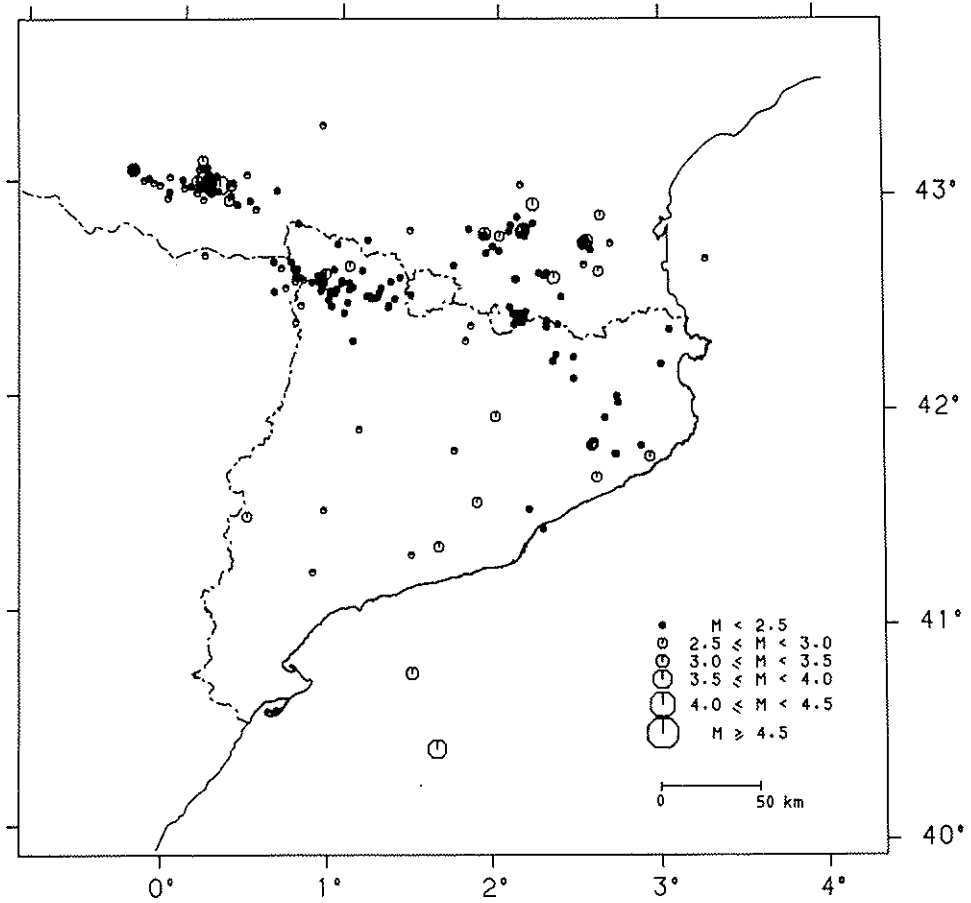 43°
42°
41°
M < 2.5
2.5 ⩽ M < 3.0
3.0 ⩽ M < 3.5
3.5 ⩽ M < 4.0
4.0 ⩽ M < 4.5
M ⩾ 4.5
0 50 km
40°
0° 1° 2° 3° 4°